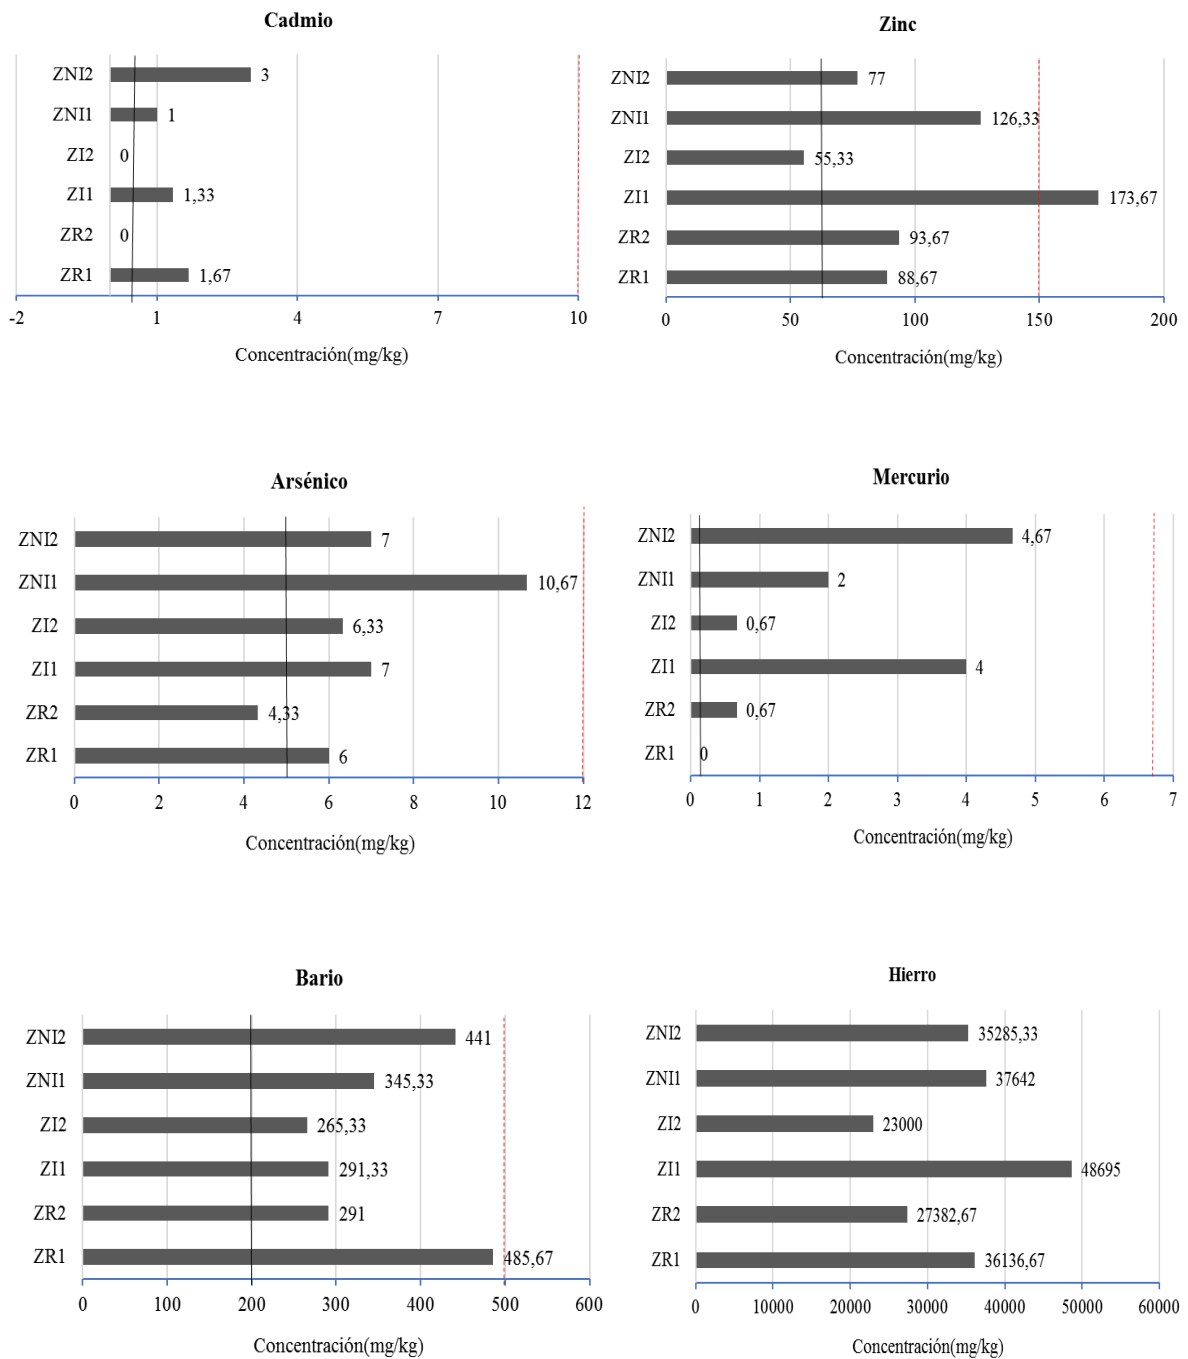 Cadmio
ZNI2
3
ZNI1
1
ZI2
0
ZI1
1,33
ZR2
0
ZR1
1,67
-2
1
4
7
10
Concentración(mg/kg)
Zinc
ZNI2
77
ZNI1
126,33
ZI2
55,33
ZI1
173,67
ZR2
93,67
ZR1
88,67
0
50
100
150
200
Concentración(mg/kg)
Arsénico
ZNI2
7
ZNI1
10,67
ZI2
6,33
ZI1
7
ZR2
4,33
ZR1
6
0
2
4
6
8
10
12
Concentración(mg/kg)
Mercurio
ZNI2
4,67
ZNI1
2
ZI2
0,67
ZI1
4
ZR2
0,67
ZR1
0
0
1
2
3
4
5
6
7
Concentración(mg/kg)
Bario
ZNI2
441
ZNI1
345,33
ZI2
265,33
ZI1
291,33
ZR2
291
ZR1
485,67
0
100
200
300
400
500
600
Concentración(mg/kg)
Hierro
ZNI2
35285,33
ZNI1
37642
ZI2
23000
ZI1
48695
ZR2
27382,67
ZR1
36136,67
0
10000
20000
30000
40000
50000
60000
Concentración(mg/kg)